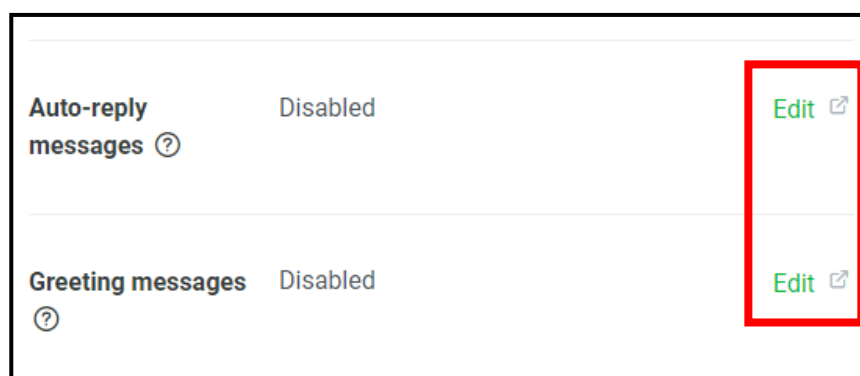 Auto-reply Disabled Edit
messages ?
Greeting messages Disabled Edit
?